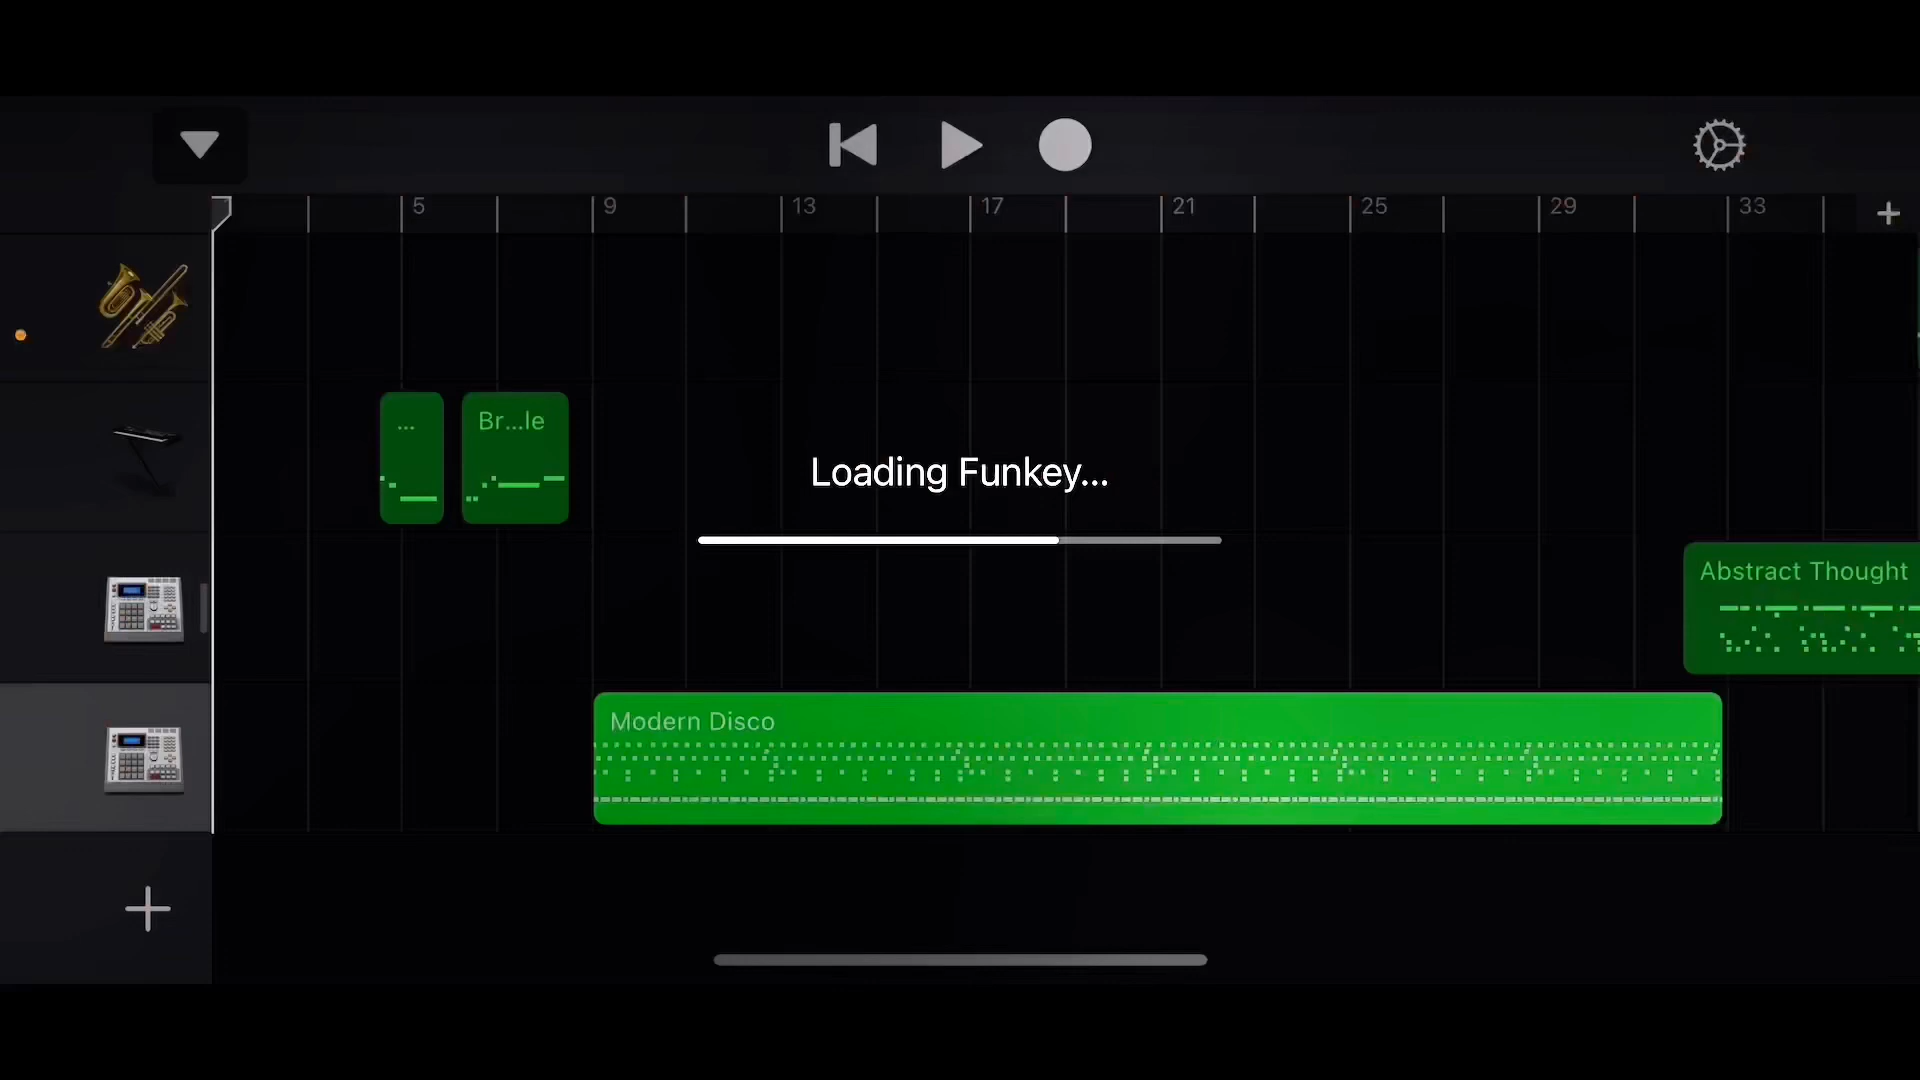 5 9 13 17 21 25 29 33
... Br...le
Loading Funkey...
Abstract Thought
Modern Disco